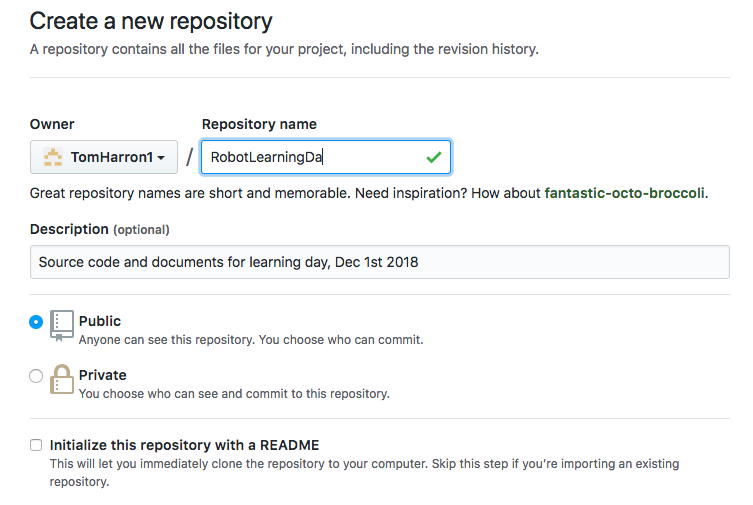 Create a new repository
A repository contains all the files for your project, including the revision history.
Owner
Repository name
TomHarron1
/
RobotLearningDa
Great repository names are short and memorable. Need inspiration? How about fantastic-octo-broccoli.
Description (optional)
Source code and documents for learning day, Dec 1st 2018
Public
Anyone can see this repository. You choose who can commit.
Private
You choose who can see and commit to this repository.
Initialize this repository with a README
This will let you immediately clone the repository to your computer. Skip this step if you’re importing an existing
repository.